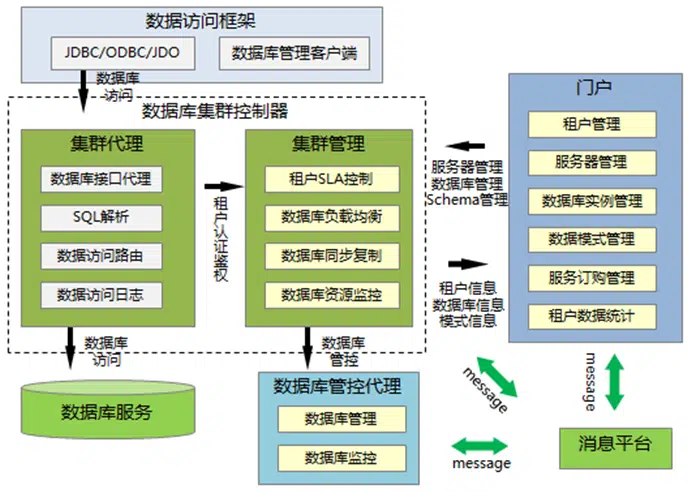 数据访问框架
JDBC/ODBC/JDO
数据库管理客户端
数据库
访问
数据库集群控制器
集群代理
数据库接口代理
SQL解析
数据访问路由
数据访问日志
租户认证鉴权
集群管理
租户SLA控制
数据库负载均衡
数据库同步复制
数据库资源监控
服务器管理
数据库管理
Schema管理
租户信息
数据库信息
模式信息
门户
租户管理
服务器管理
数据库实例管理
数据模式管理
服务订购管理
租户数据统计
数据库
访问
数据库
管控
数据库服务
数据库管控代理
数据库管理
数据库监控
message
message
message
消息平台